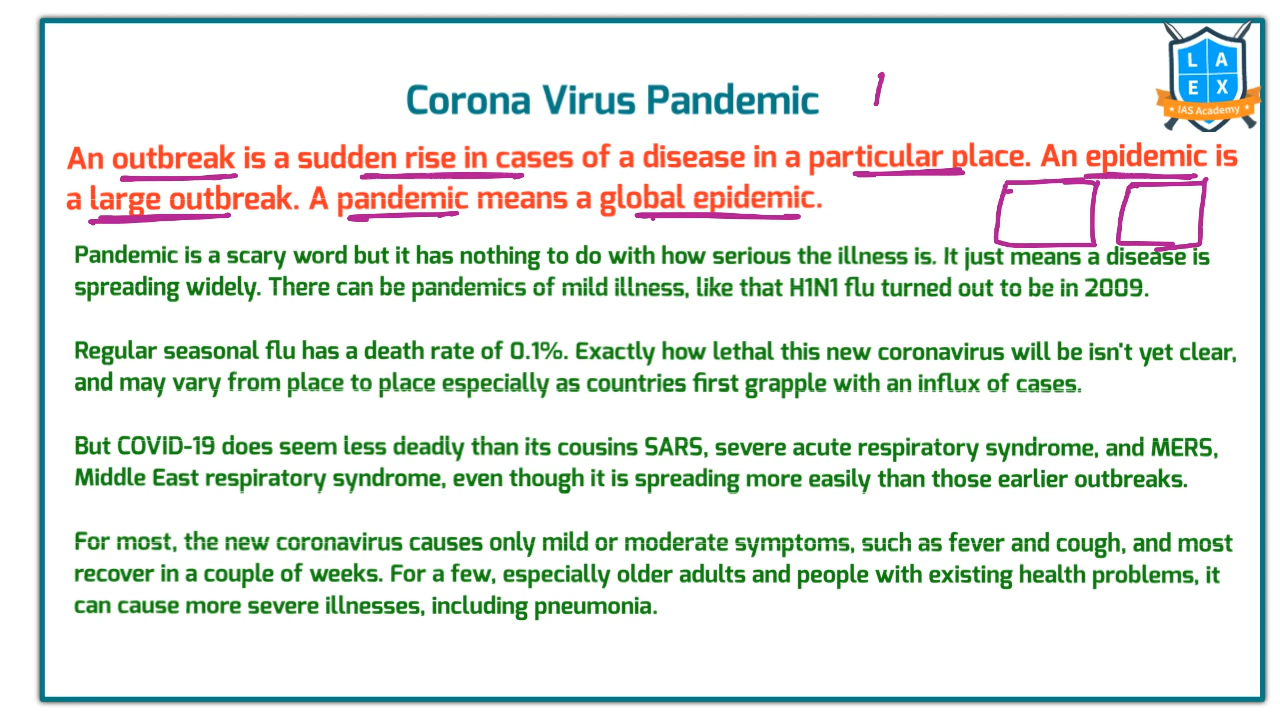 Corona Virus Pandemic
L A
E X
IAS Academy
An outbreak is a sudden rise in cases of a disease in a particular place. An epidemic is
a large outbreak. A pandemic means a global epidemic.
Pandemic is a scary word but it has nothing to do with how serious the illness is. It just means a disease is
spreading widely. There can be pandemics of mild illness, like that H1N1 flu turned out to be in 2009.
Regular seasonal flu has a death rate of 0.1%. Exactly how lethal this new coronavirus will be isn't yet clear,
and may vary from place to place especially as countries first grapple with an influx of cases.
But COVID-19 does seem less deadly than its cousins SARS, severe acute respiratory syndrome, and MERS,
Middle East respiratory syndrome, even though it is spreading more easily than those earlier outbreaks.
For most, the new coronavirus causes only mild or moderate symptoms, such as fever and cough, and most
recover in a couple of weeks. For a few, especially older adults and people with existing health problems, it
can cause more severe illnesses, including pneumonia.